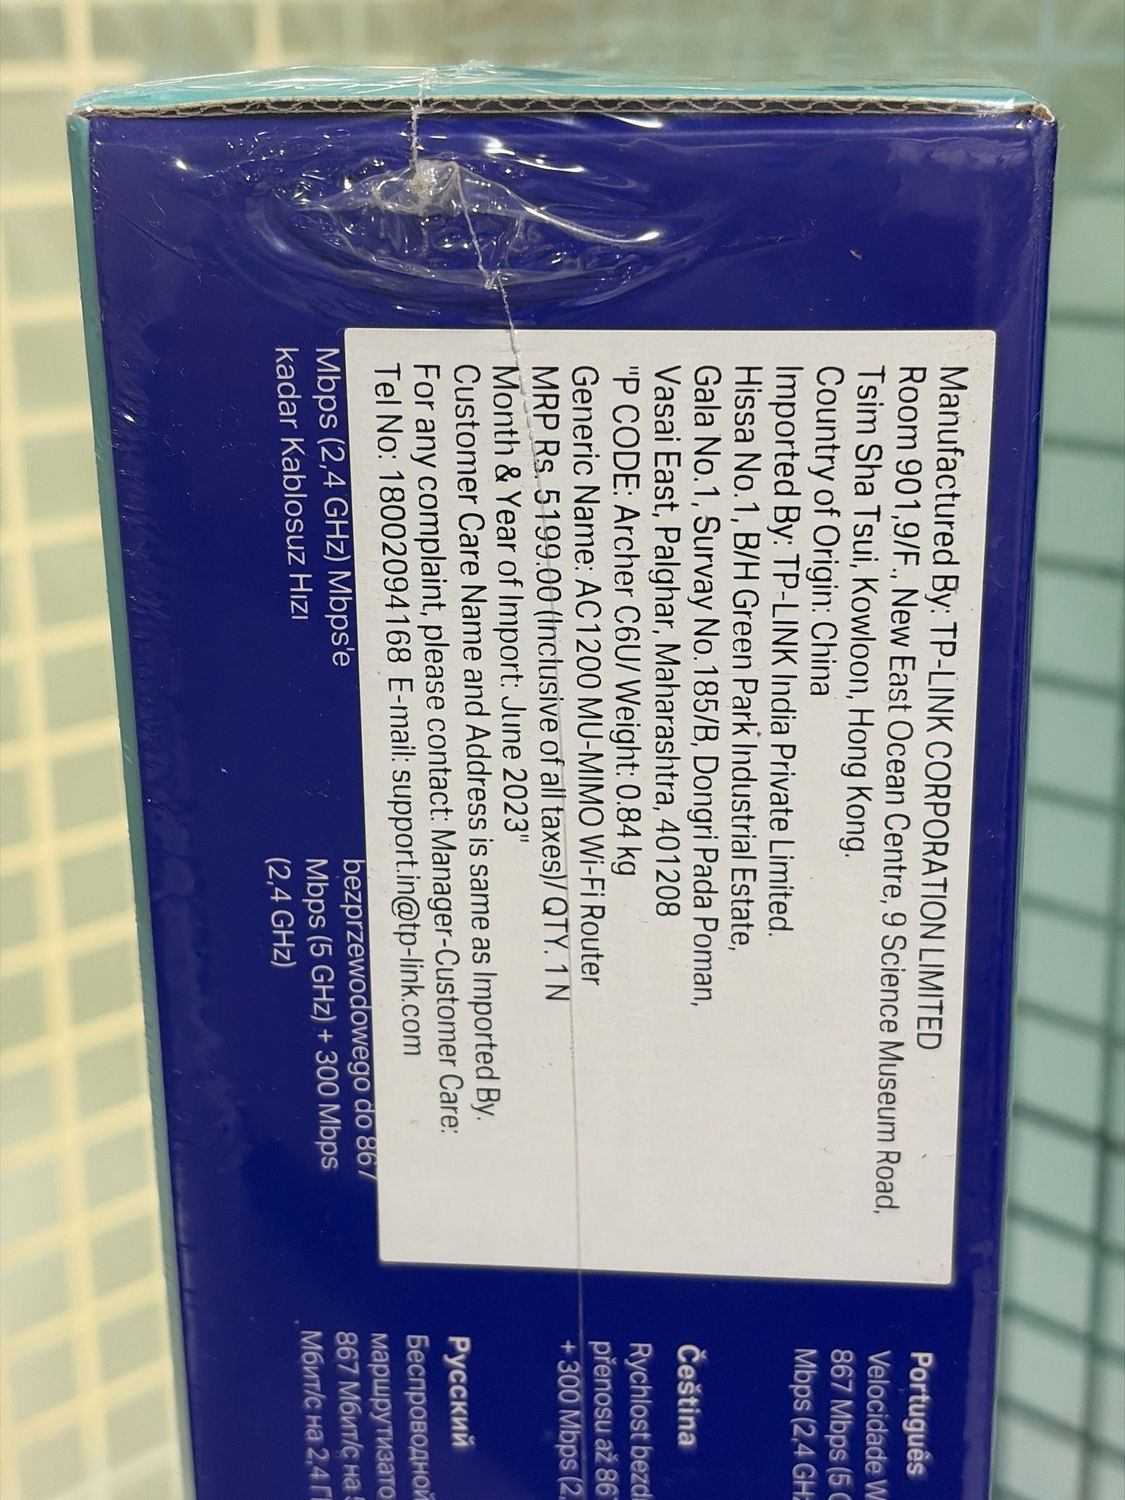 Manufactured By: TP-LINK CORPORATION LIMITED
Room 901,9/F., New East Ocean Centre, 9 Science Museum Road,
Tsim Sha Tsui, Kowloon, Hong Kong.
Country of Origin: China
Imported By: TP-LINK India Private Limited.
Hissa No.1, B/H Green Park Industrial Estate,
Gala No.1, Survay No.185/B, Dongri Pada Poman,
Vasai East, Palghar, Maharashtra, 401208
"P CODE: Archer C6U/ Weight: 0.84 kg
Generic Name: AC1200 MU-MIMO Wi-Fi Router
MRP Rs. 5199.00 (Inclusive of all taxes)/ QTY. 1 N
Month & Year of Import: June 2023"
Customer Care Name and Address is same as Imported By.
For any complaint, please contact: Manager-Customer Care:
Tel No: 18002094168 E-mail: support.in@tp-link.com
Mbps (2,4 GHz) Mbps'e
kadar Kablosuz Hızı
bezprzewodowego do 867
Mbps (5 GHz) + 300 Mbps
(2,4 GHz)
Português
Velocidade
867 Mbps (5
Mbps (2,4
Čeština
Rychlost
přenosu až
+ 300 Mbps
Русский
Беспроводной
867 Мбит/с на
Мбит/с на 2,4